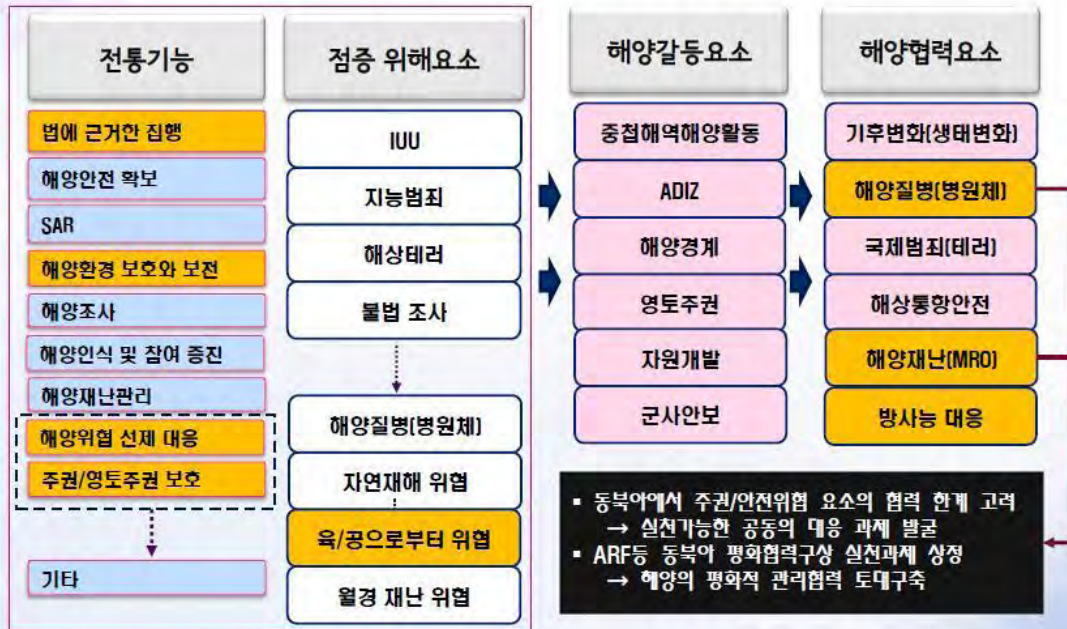 전통기능
법에 근거한 집행
해양안전 확보
SAR
해양환경 보호와 보전
해양조사
해양인식 및 참여 증진
해양재난관리
해양위협 선제 대응
주권/영토주권 보호
기타
점증 위해요소
IUU
지능범죄
해상테러
불법 조사
해양질병(병원체)
자연재해 위협
육/공으로부터 위협
월경 재난 위협
해양갈등요소
중첩해역해양활동
ADIZ
해양경계
영토주권
자원개발
군사안보
해양협력요소
기후변화(생태변화)
해양질병(병원체)
국제범죄(테러)
해상통항안전
해양재난(MRO)
방사능 대응
▪ 동북아에서 주권/안전위협 요소의 협력 한계 고려
→ 실천가능한 공동의 대응 과제 발굴
▪ ARF등 동북아 평화협력구상 실천과제 상정
→ 해양의 평화적 관리협력 토대구축